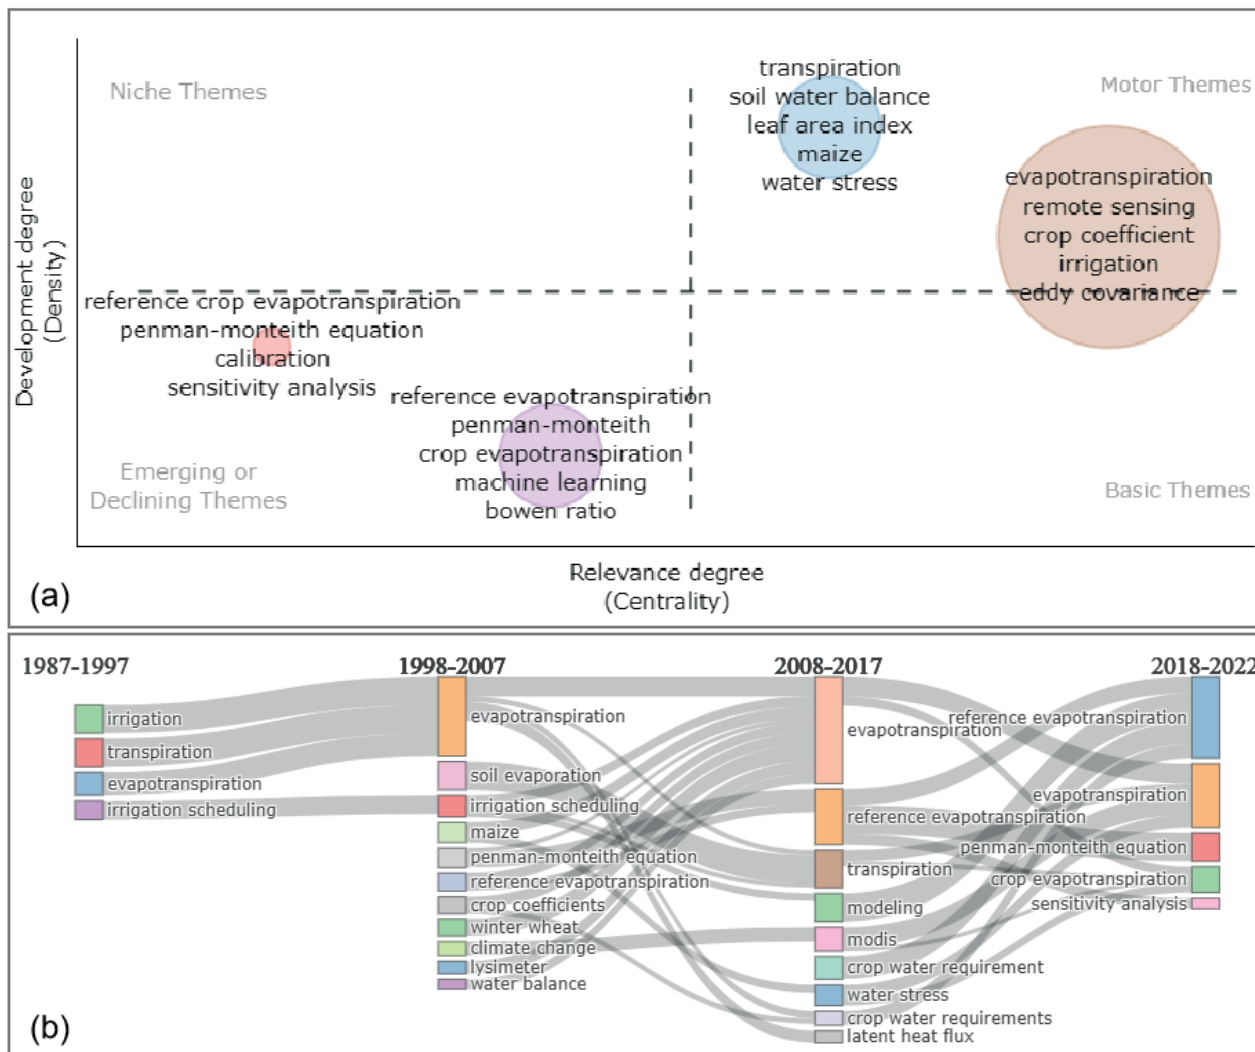 Niche Themes
transpiration
soil water balance
leaf area index
maize
water stress
Motor Themes
evapotranspiration
remote sensing
crop coefficient
irrigation
eddy covariance
Development degree
(Density)
reference crop evapotranspiration
penman-monteith equation
calibration
sensitivity analysis
reference evapotranspiration
penman-monteith
crop evapotranspiration
machine learning
bowen ratio
Emerging or
Declining Themes
Basic Themes
Relevance degree
(Centrality)
(a)
1987-1997
irrigation
transpiration
evapotranspiration
irrigation scheduling
1998-2007
evapotranspiration
soil evaporation
irrigation scheduling
maize
penman-monteith equation
reference evapotranspiration
crop coefficients
winter wheat
climate change
lysimeter
water balance
2008-2017
evapotranspiration
reference evapotranspiration
transpiration
modeling
modis
crop water requirement
water stress
crop water requirements
latent heat flux
2018-2022
reference evapotranspiration
evapotranspiration
penman-monteith equation
crop evapotranspiration
sensitivity analysis
(b)